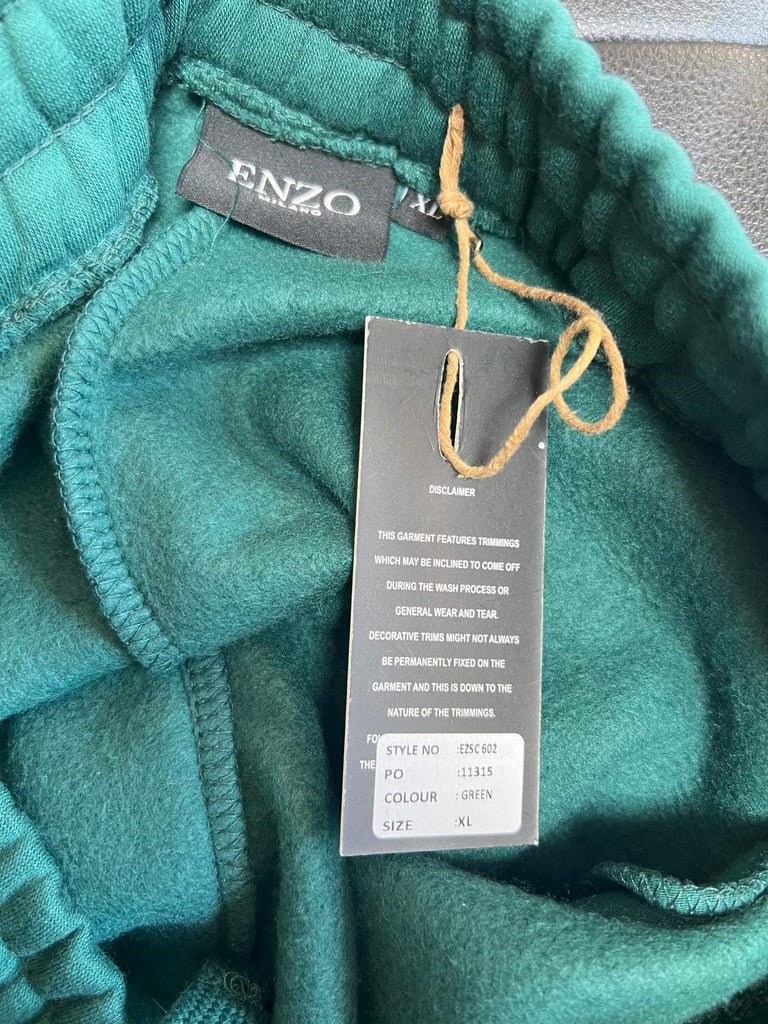 ENZO
MILANO
XL
DISCLAIMER
THIS GARMENT FEATURES TRIMMINGS
WHICH MAY BE INCLINED TO COME OFF
DURING THE WASH PROCESS OR
GENERAL WEAR AND TEAR.
DECORATIVE TRIMS MIGHT NOT ALWAYS
BE PERMANENTLY FIXED ON THE
GARMENT AND THIS IS DOWN TO THE
NATURE OF THE TRIMMINGS.
STYLE NO :EZSC 602
PO :11315
COLOUR : GREEN
SIZE :XL